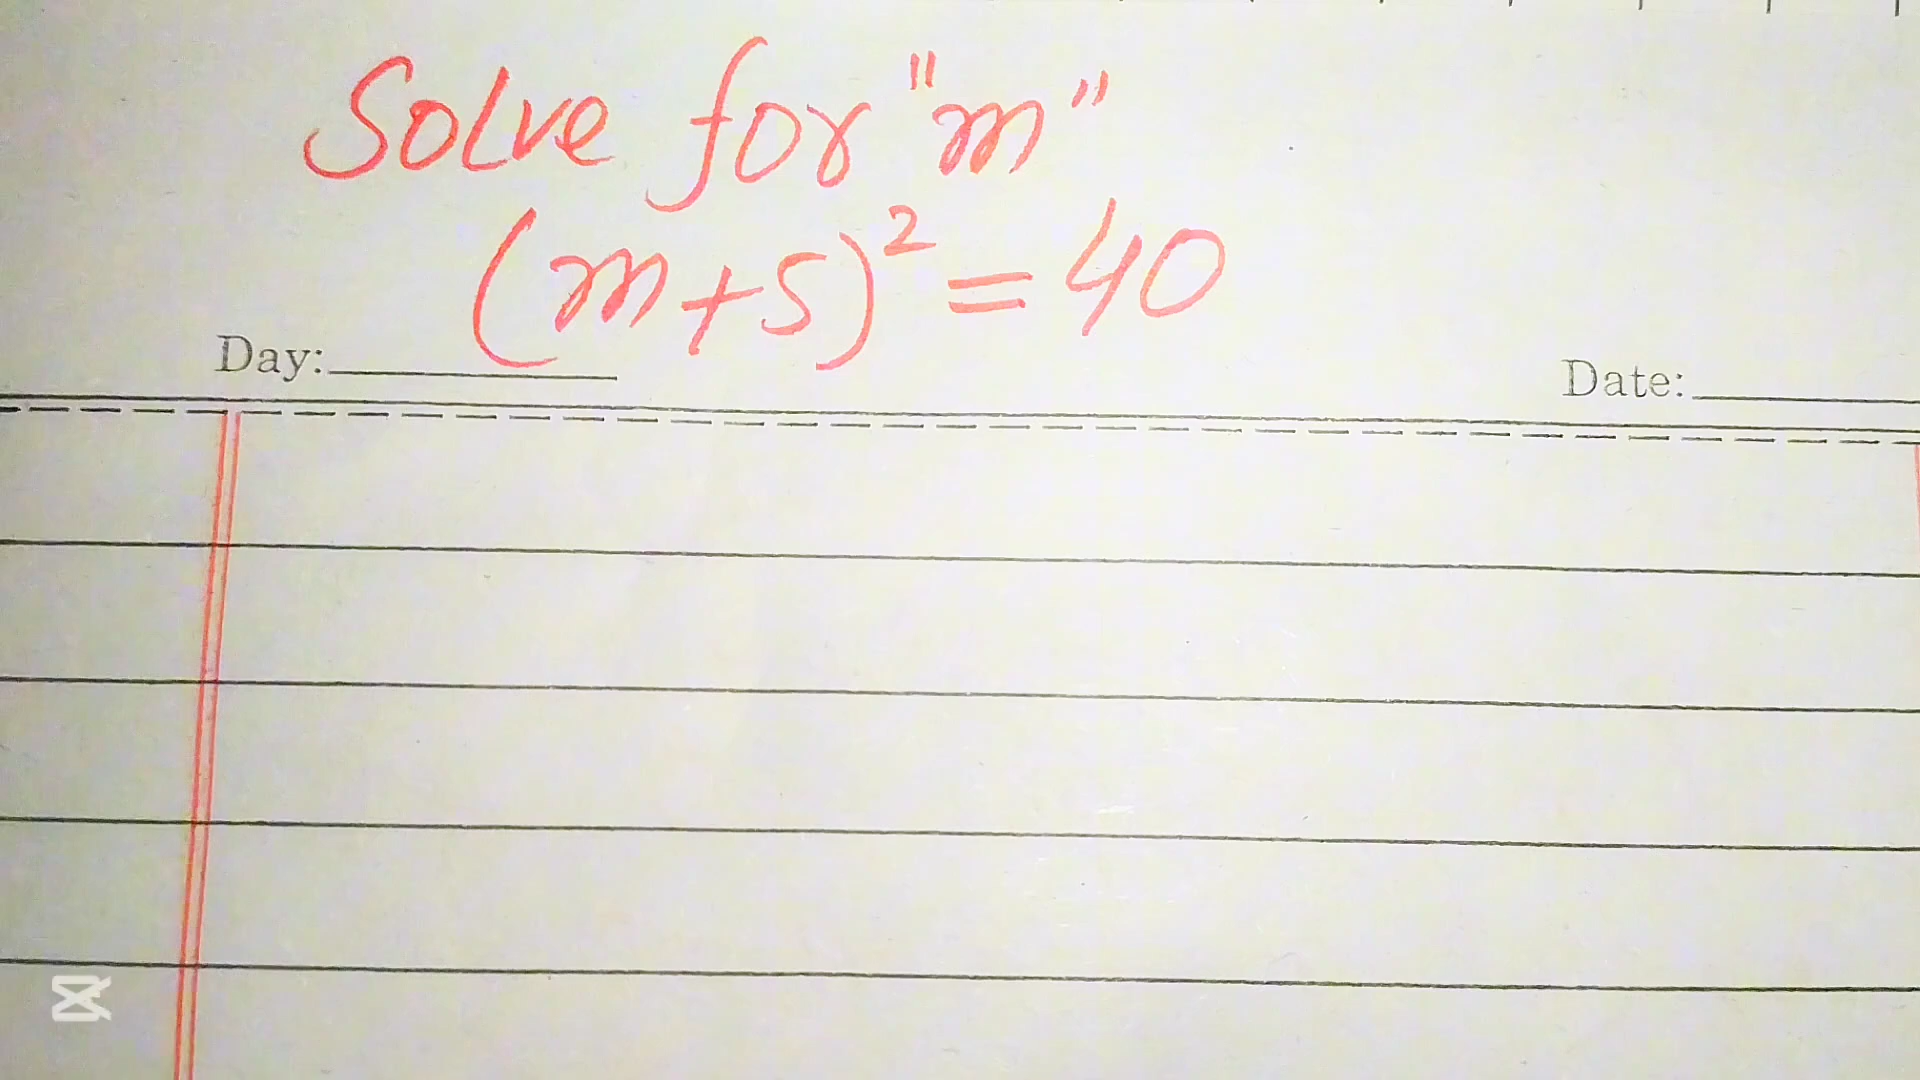 Solve for "m"
(m+5)² = 40
Day:
Date: